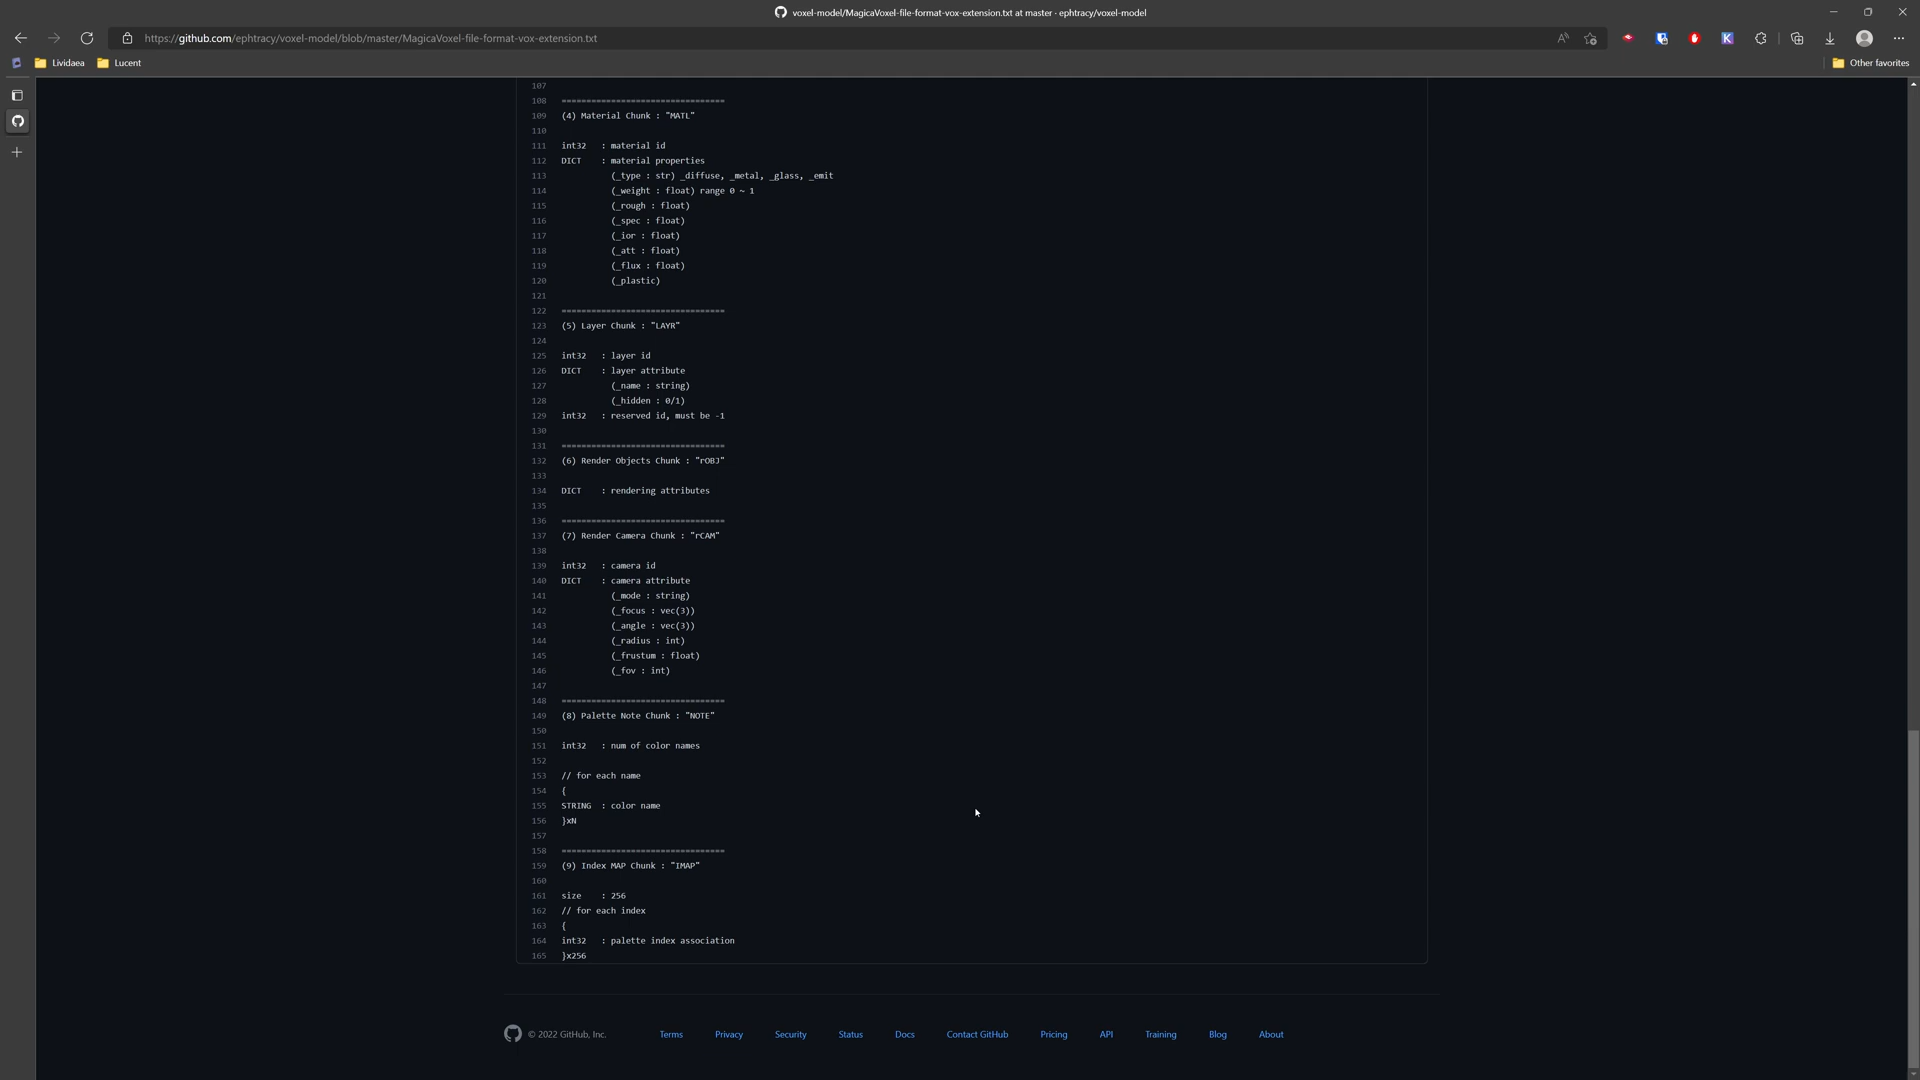 voxel-model/MagicaVoxel-file-format-vox-extension.txt at master · ephtracy/voxel-model
https://github.com/ephtracy/voxel-model/blob/master/MagicaVoxel-file-format-vox-extension.txt
Lividaea Lucent Other favorites
107
108 =================================
109 (4) Material Chunk : "MATL"
110
111 int32 : material id
112 DICT : material properties
113 (_type : str) _diffuse, _metal, _glass, _emit
114 (_weight : float) range 0 ~ 1
115 (_rough : float)
116 (_spec : float)
117 (_ior : float)
118 (_att : float)
119 (_flux : float)
120 (_plastic)
121
122 =================================
123 (5) Layer Chunk : "LAYR"
124
125 int32 : layer id
126 DICT : layer attribute
127 (_name : string)
128 (_hidden : 0/1)
129 int32 : reserved id, must be -1
130
131 =================================
132 (6) Render Objects Chunk : "rOBJ"
133
134 DICT : rendering attributes
135
136 =================================
137 (7) Render Camera Chunk : "rCAM"
138
139 int32 : camera id
140 DICT : camera attribute
141 (_mode : string)
142 (_focus : vec(3))
143 (_angle : vec(3))
144 (_radius : int)
145 (_frustum : float)
146 (_fov : int)
147
148 =================================
149 (8) Palette Note Chunk : "NOTE"
150
151 int32 : num of color names
152
153 // for each name
154 {
155 STRING : color name
156 }xN
157
158 =================================
159 (9) Index MAP Chunk : "IMAP"
160
161 size : 256
162 // for each index
163 {
164 int32 : palette index association
165 }x256
© 2022 GitHub, Inc. Terms Privacy Security Status Docs Contact GitHub Pricing API Training Blog About